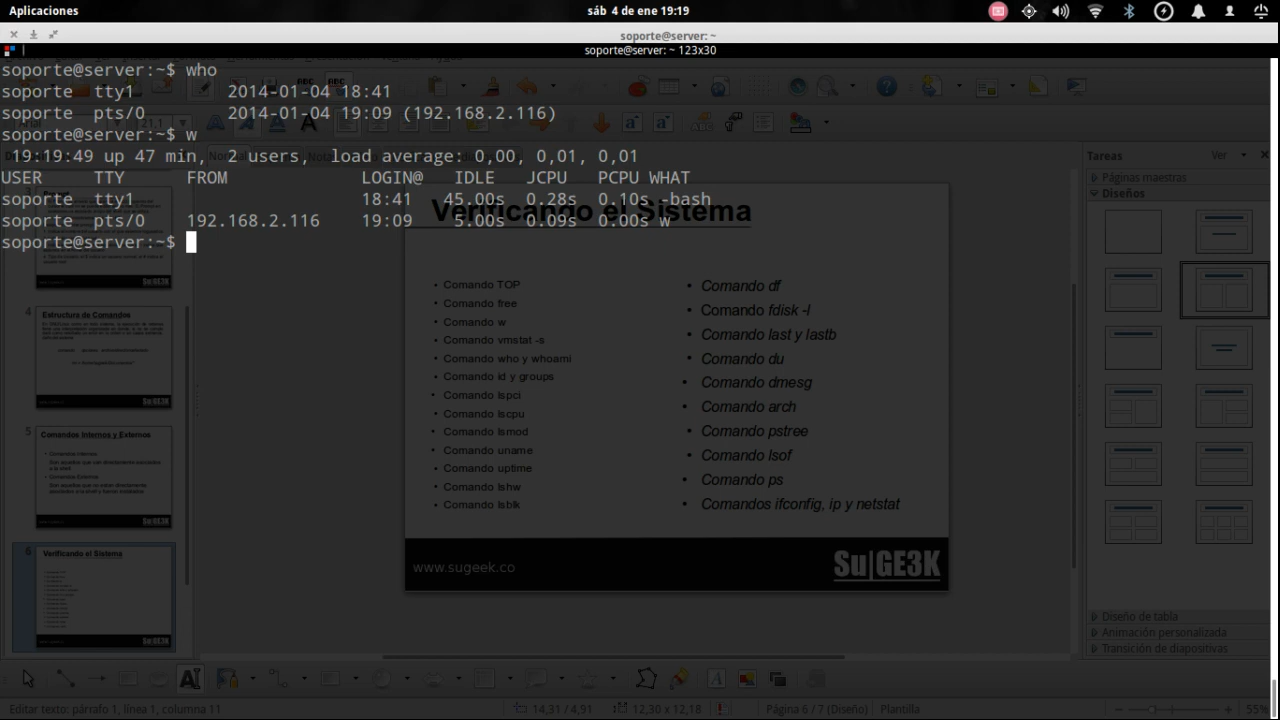 Aplicaciones
sáb 4 de ene 19:19
soporte@server: ~
soporte@server: ~ 123x30
soporte@server:~$ who
soporte tty1 2014-01-04 18:41
soporte pts/0 2014-01-04 19:09 (192.168.2.116)
soporte@server:~$ w
19:19:49 up 47 min, 2 users, load average: 0,00, 0,01, 0,01
USER TTY FROM LOGIN@ IDLE JCPU PCPU WHAT
soporte tty1 18:41 45.00s 0.28s 0.10s -bash
soporte pts/0 192.168.2.116 19:09 5.00s 0.09s 0.00s w
soporte@server:~$
4
Estructura de Comandos
5
Comandos Internos y Externos
Comandos Internos
Comandos Externos
6
Verificando el Sistema
Verificando el Sistema
• Comando TOP
• Comando free
• Comando w
• Comando vmstat -s
• Comando who y whoami
• Comando id y groups
• Comando lspci
• Comando lscpu
• Comando lsmod
• Comando uname
• Comando uptime
• Comando lshw
• Comando lsblk
• Comando df
• Comando fdisk -l
• Comando last y lastb
• Comando du
• Comando dmesg
• Comando arch
• Comando pstree
• Comando lsof
• Comando ps
• Comandos ifconfig, ip y netstat
www.sugeek.co
Su|GE3K
Tareas
Ver
Páginas maestras
Diseños
Diseño de tabla
Animación personalizada
Transición de diapositivas
Editar texto: párrafo 1, línea 1, columna 11
14,31 / 4,91
12,30 x 12,18
Página 6 / 7 (Diseño)
Plantilla
55%